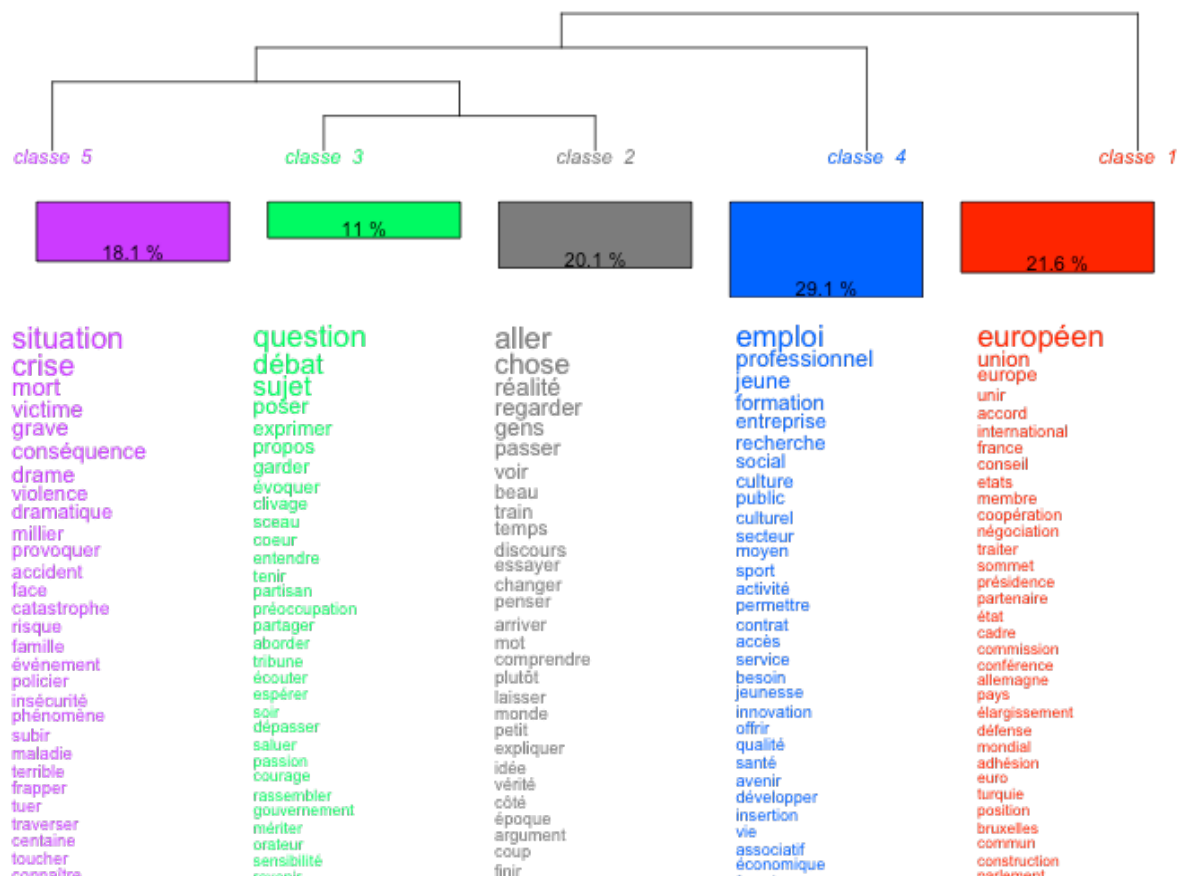 classe 5
classe 3
classe 2
classe 4
classe 1
18.1 %
11 %
20.1 %
29.1 %
21.6 %
situation
crise
mort
victime
grave
conséquence
drame
violence
dramatique
millier
provoquer
accident
face
catastrophe
risque
famille
événement
policier
insécurité
phénomène
subir
maladie
terrible
frapper
tuer
traverser
centaine
toucher
connaître
question
débat
sujet
poser
exprimer
propos
garder
évoquer
clivage
sceau
coeur
entendre
tenir
partisan
préoccupation
partager
aborder
tribune
écouter
espérer
soir
dépasser
saluer
passion
courage
rassembler
gouvernement
mériter
orateur
sensibilité
revenir
aller
chose
réalité
regarder
gens
passer
voir
beau
train
temps
discours
essayer
changer
penser
arriver
mot
comprendre
plutôt
laisser
monde
petit
expliquer
idée
vérité
côté
époque
argument
coup
finir
emploi
professionnel
jeune
formation
entreprise
recherche
social
culture
public
culturel
secteur
moyen
sport
activité
permettre
contrat
accès
service
besoin
jeunesse
innovation
offrir
qualité
santé
avenir
développer
insertion
vie
associatif
économique
européen
union
europe
unir
accord
international
france
conseil
etats
membre
coopération
négociation
traiter
sommet
présidence
partenaire
état
cadre
commission
conférence
allemagne
pays
élargissement
défense
mondial
adhésion
euro
turquie
position
bruxelles
commun
construction
parlement